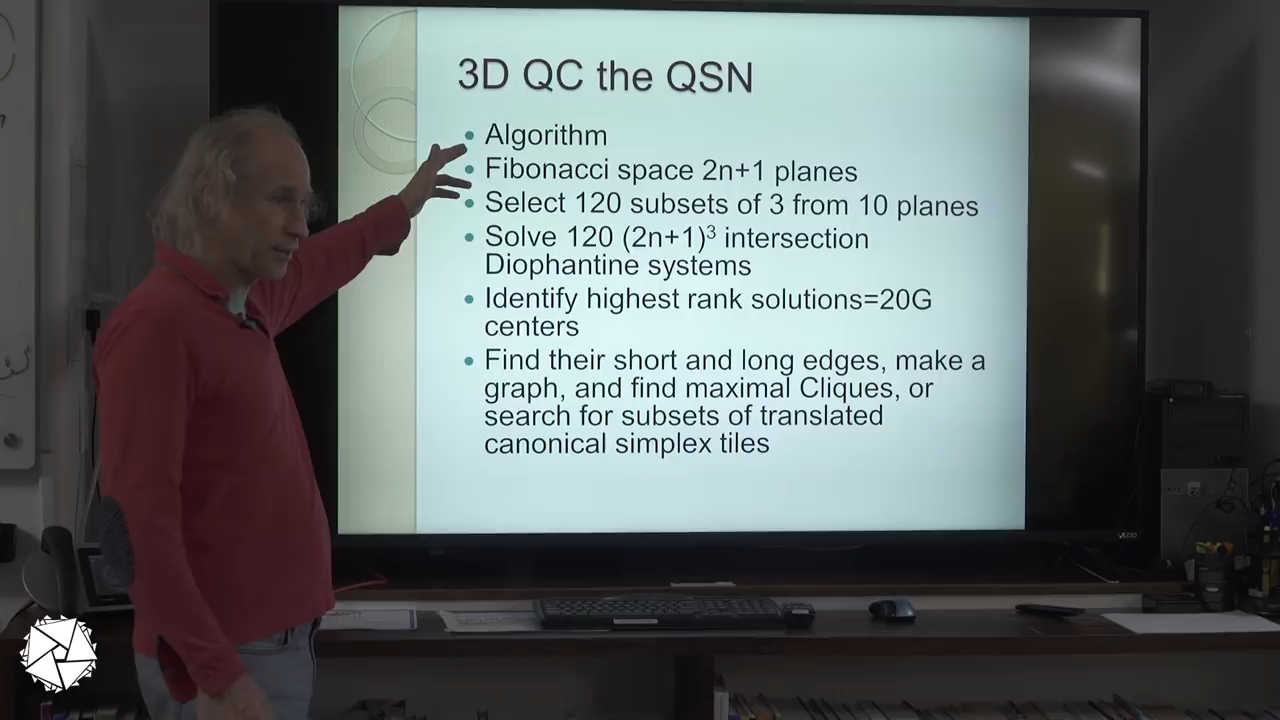 3D QC the QSN
Algorithm
Fibonacci space 2n+1 planes
Select 120 subsets of 3 from 10 planes
Solve 120 (2n+1)³ intersection
Diophantine systems
Identify highest rank solutions=20G
centers
Find their short and long edges, make a
graph, and find maximal Cliques, or
search for subsets of translated
canonical simplex tiles
VIZIO